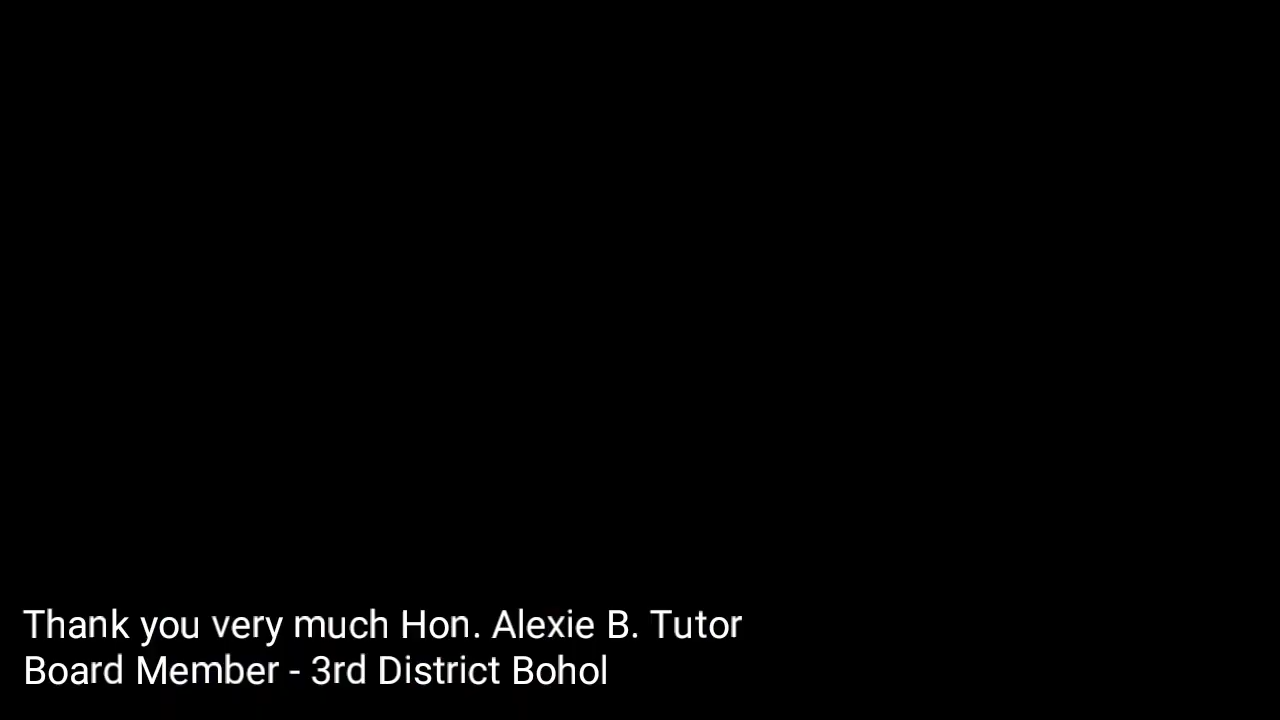 Thank you very much Hon. Alexie B. Tutor
Board Member - 3rd District Bohol